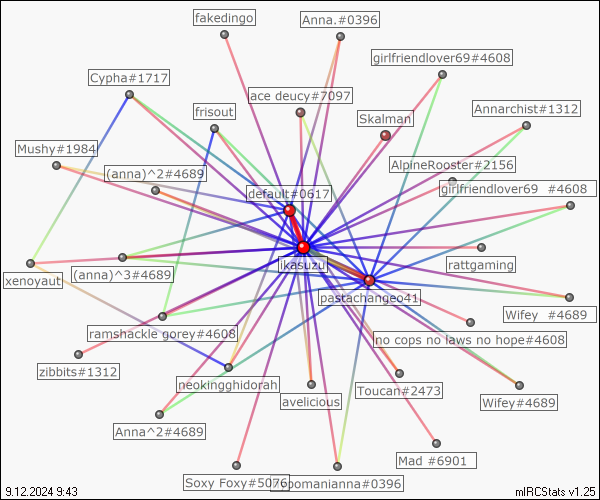 fakedingo
Anna.#0396
girlfriendlover69#4608
Cypha#1717
ace deucy#7097
frisout
Skalman
Annarchist#1312
Mushy#1984
(anna)^2#4689
AlpineRooster#2156
default#0617
girlfriendlover69 #4608
ikasuzu
rattgaming
xenoyaut
(anna)^3#4689
pastachangeo41
Wifey #4689
ramshackle gorey#4608
no cops no laws no hope#4608
zibbits#1312
neokingghidorah
avelicious
Toucan#2473
Wifey#4689
Anna^2#4689
Mad #6901
Soxy Foxy#5076
pomanianna#0396
9.12.2024 9:43
mIRCStats v1.25